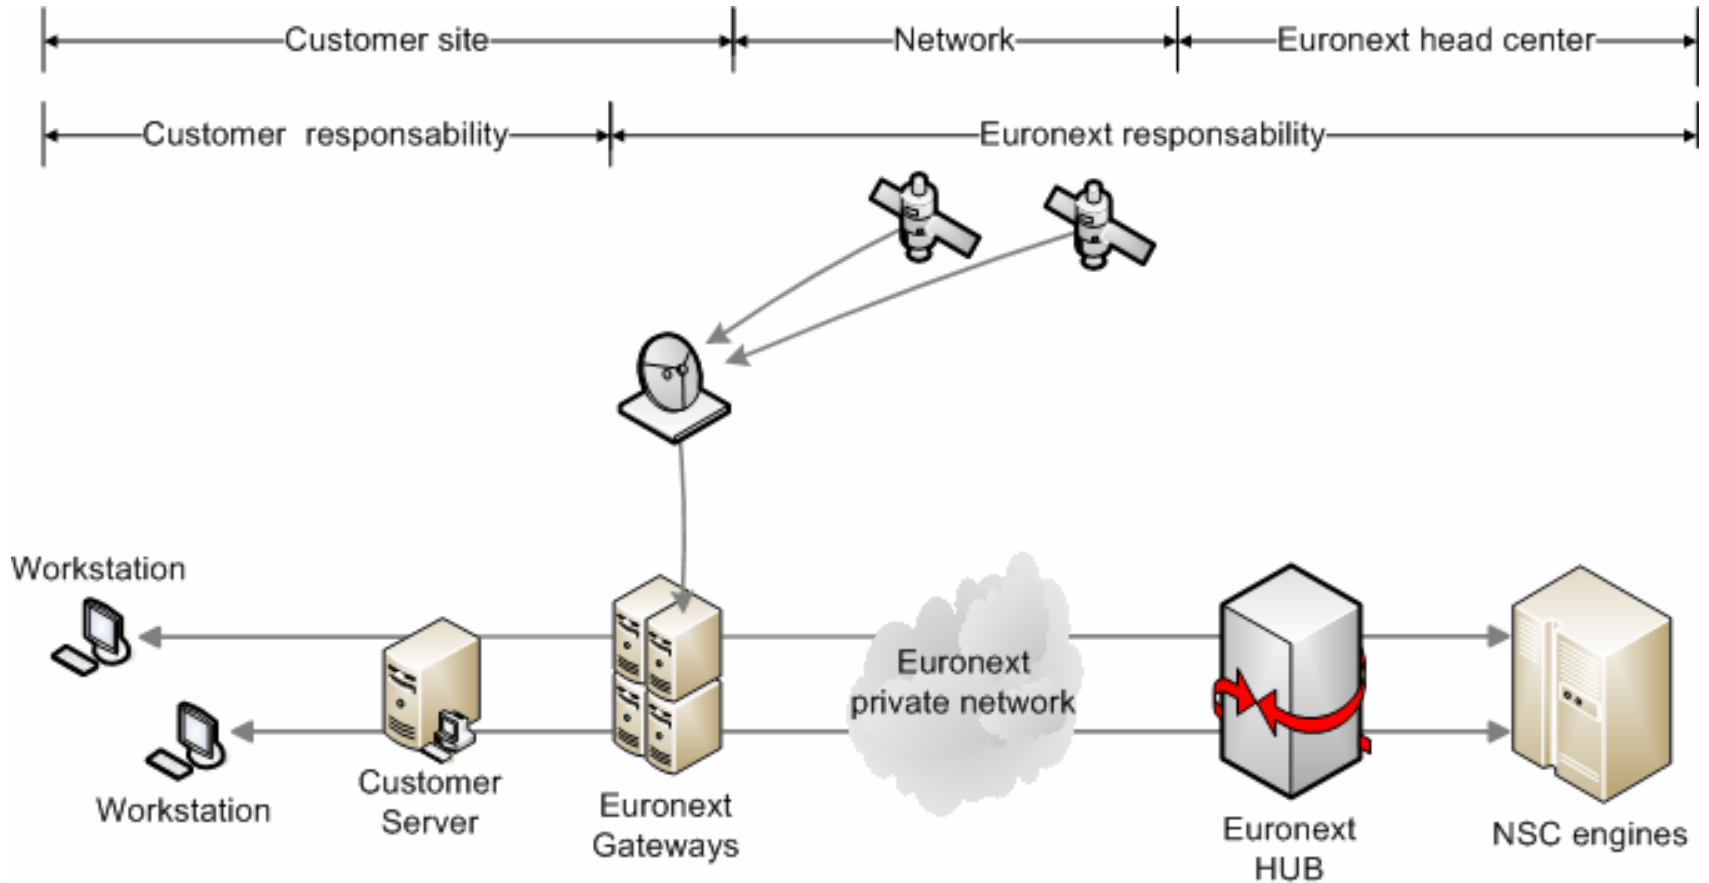 Customer site
Network
Euronext head center
Customer responsability
Euronext responsability
Workstation
Workstation
Customer
Server
Euronext
Gateways
Euronext
private network
Euronext
HUB
NSC engines